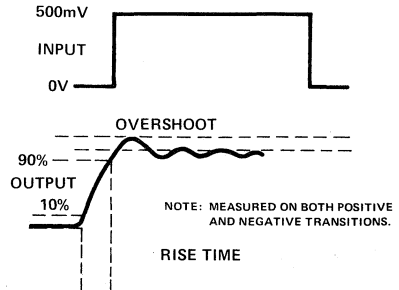 500mV
INPUT
0V
OVERSHOOT
90%
OUTPUT
10%
NOTE: MEASURED ON BOTH POSITIVE
AND NEGATIVE TRANSITIONS.
RISE TIME